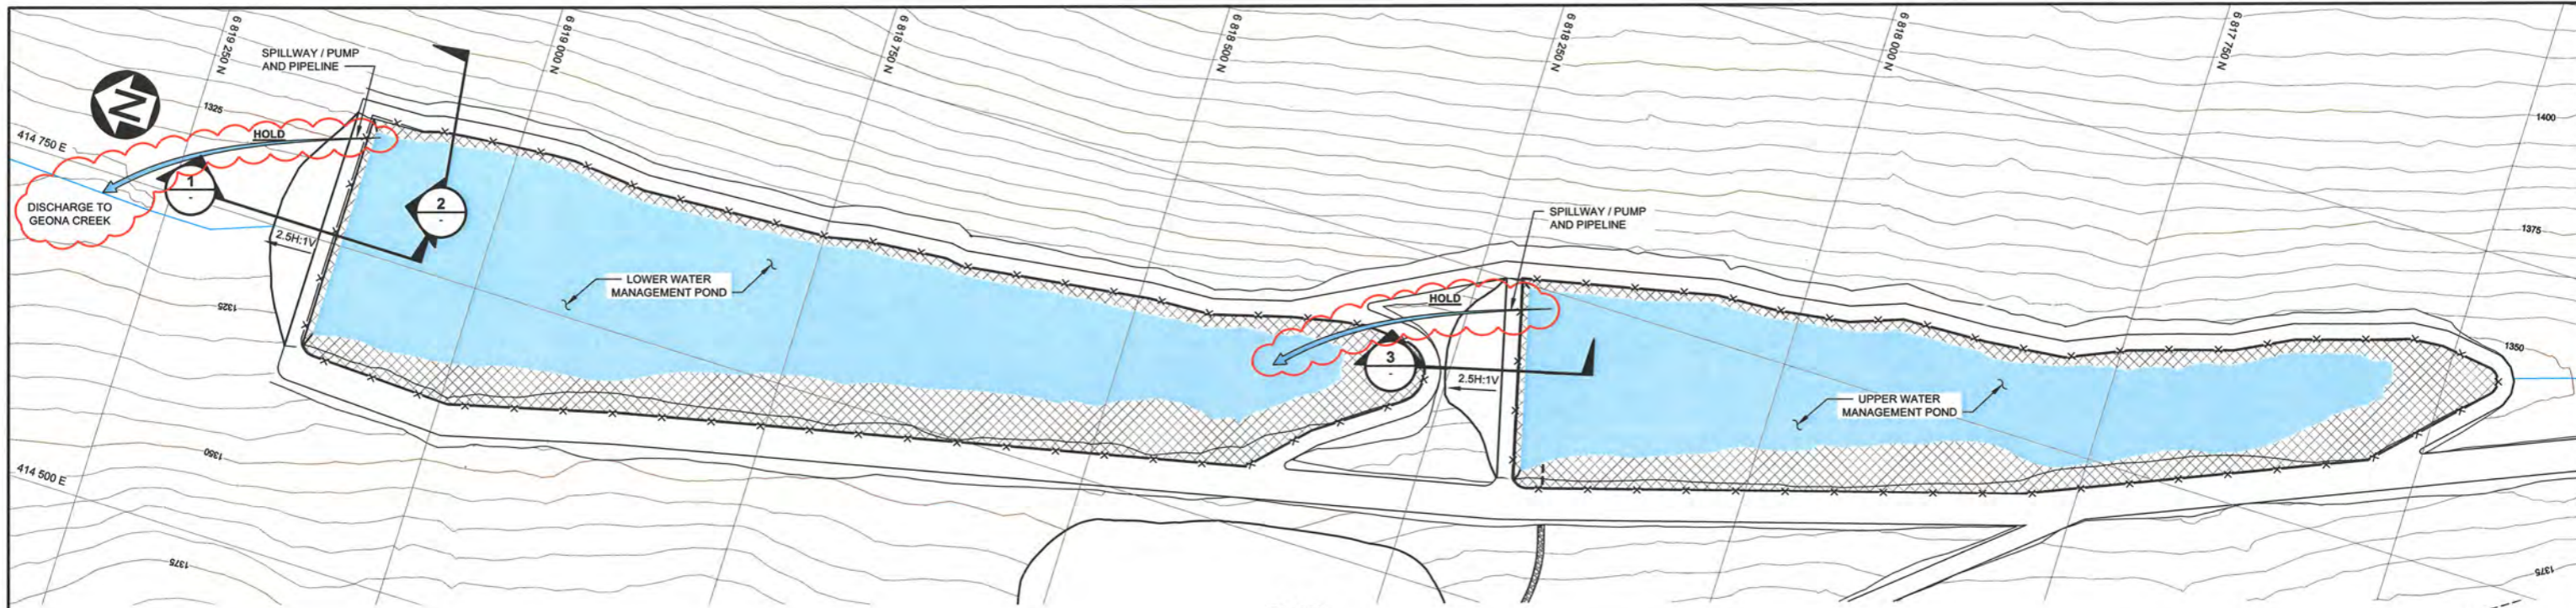 6 819 250 N
6 819 000 N
6 818 750 N
6 818 500 N
6 818 250 N
6 818 000 N
6 817 750 N
SPILLWAY / PUMP
AND PIPELINE
N
1325
HOLD
414 750 E
1
-
2
-
DISCHARGE TO
GEONA CREEK
2.5H:1V
LOWER WATER
MANAGEMENT POND
1325
1350
414 500 E
1375
SPILLWAY / PUMP
AND PIPELINE
HOLD
3
-
2.5H:1V
UPPER WATER
MANAGEMENT POND
1400
1375
1350
1375